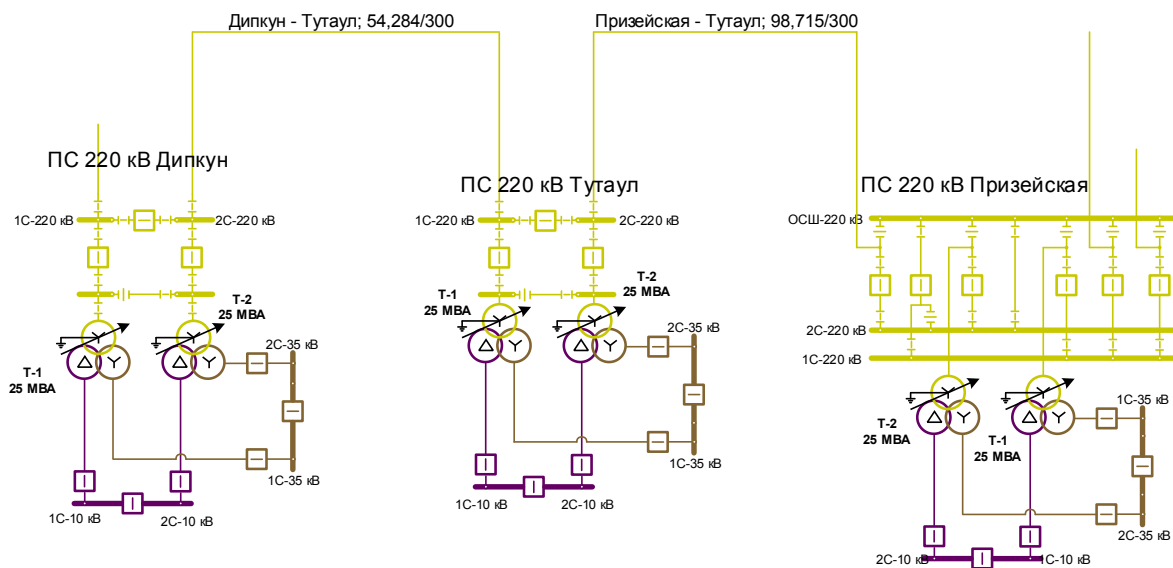 Дипкун - Тутаул; 54,284/300
Призейская - Тутаул; 98,715/300
ПС 220 кВ Дипкун
1С-220 кВ
2С-220 кВ
Т-2
25 МВА
Т-1
25 МВА
2С-35 кВ
1С-35 кВ
1С-10 кВ
2С-10 кВ
ПС 220 кВ Тутаул
1С-220 кВ
2С-220 кВ
Т-1
25 МВА
Т-2
25 МВА
2С-35 кВ
1С-35 кВ
1С-10 кВ
2С-10 кВ
ПС 220 кВ Призейская
ОСШ-220 кВ
2С-220 кВ
1С-220 кВ
Т-2
25 МВА
Т-1
25 МВА
1С-35 кВ
2С-35 кВ
2С-10 кВ
1С-10 кВ